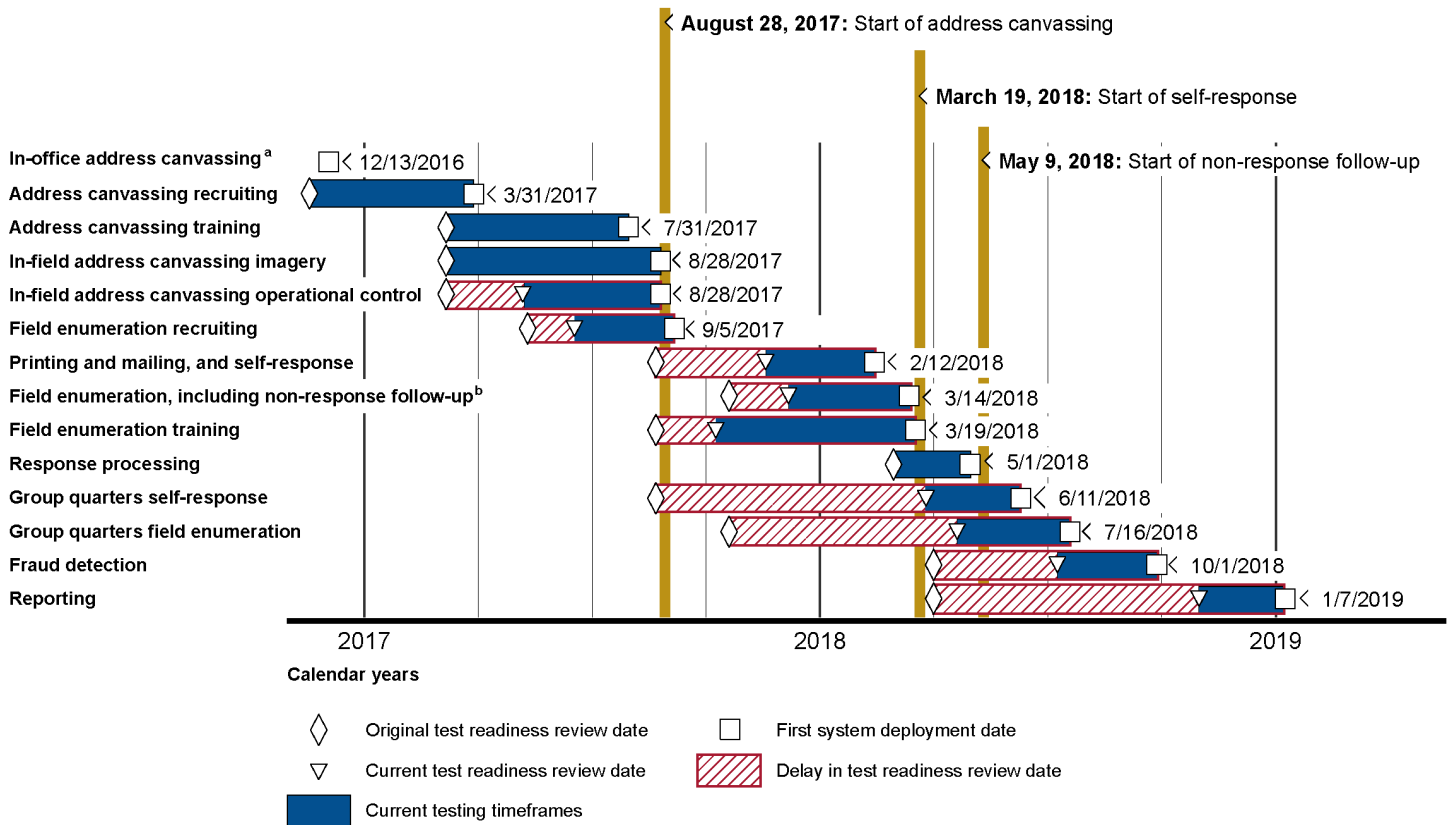 August 28, 2017: Start of address canvassing
March 19, 2018: Start of self-response
May 9, 2018: Start of non-response follow-up
In-office address canvassing a 12/13/2016
Address canvassing recruiting 3/31/2017
Address canvassing training 7/31/2017
In-field address canvassing imagery 8/28/2017
In-field address canvassing operational control 8/28/2017
Field enumeration recruiting 9/5/2017
Printing and mailing, and self-response 2/12/2018
Field enumeration, including non-response follow-up b 3/14/2018
Field enumeration training 3/19/2018
Response processing 5/1/2018
Group quarters self-response 6/11/2018
Group quarters field enumeration 7/16/2018
Fraud detection 10/1/2018
Reporting 1/7/2019
2017 2018 2019
Calendar years
Original test readiness review date First system deployment date
Current test readiness review date Delay in test readiness review date
Current testing timeframes